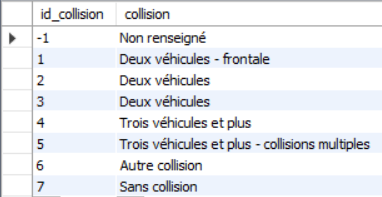 id_collision collision
-1 Non renseigné
1 Deux véhicules - frontale
2 Deux véhicules
3 Deux véhicules
4 Trois véhicules et plus
5 Trois véhicules et plus - collisions multiples
6 Autre collision
7 Sans collision